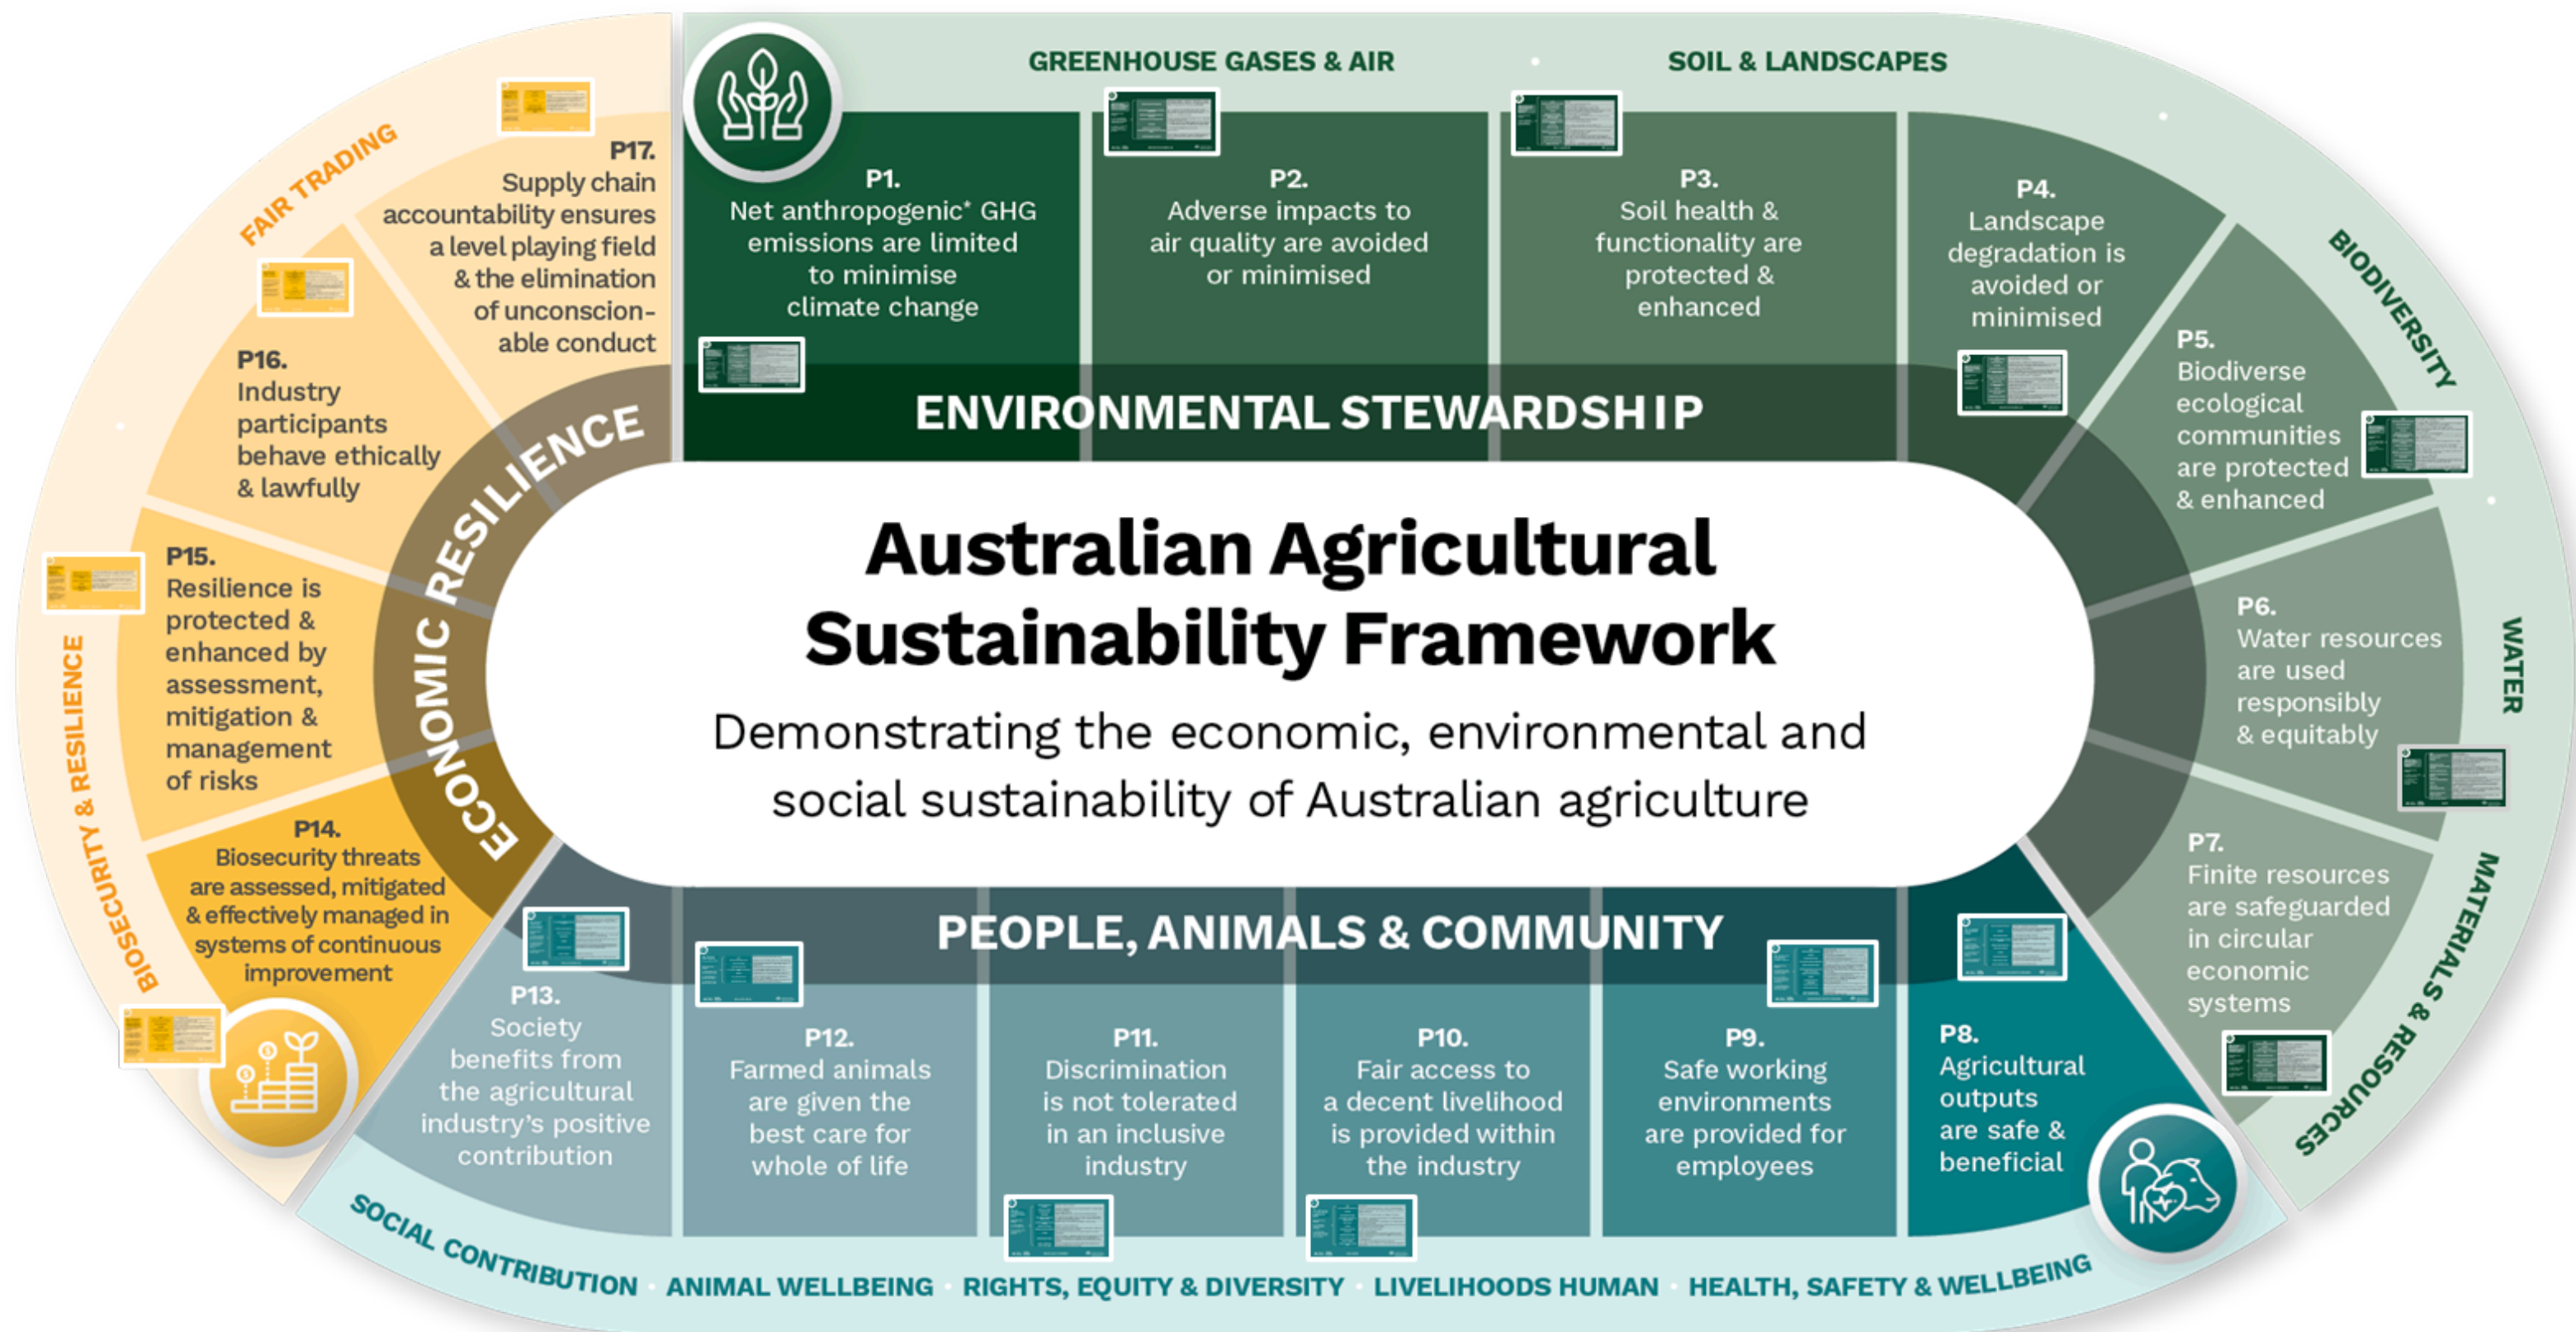 Australian Agricultural
Sustainability Framework
Demonstrating the economic, environmental and
social sustainability of Australian agriculture
ENVIRONMENTAL STEWARDSHIP
GREENHOUSE GASES & AIR
SOIL & LANDSCAPES
BIODIVERSITY
WATER
MATERIALS & RESOURCES
P1.
Net anthropogenic* GHG
emissions are limited
to minimise
climate change
P2.
Adverse impacts to
air quality are avoided
or minimised
P3.
Soil health &
functionality are
protected &
enhanced
P4.
Landscape
degradation is
avoided or
minimised
P5.
Biodiverse
ecological
communities
are protected
& enhanced
P6.
Water resources
are used
responsibly
& equitably
P7.
Finite resources
are safeguarded
in circular
economic
systems
PEOPLE, ANIMALS & COMMUNITY
P8.
Agricultural
outputs
are safe &
beneficial
P9.
Safe working
environments
are provided for
employees
P10.
Fair access to
a decent livelihood
is provided within
the industry
P11.
Discrimination
is not tolerated
in an inclusive
industry
P12.
Farmed animals
are given the
best care for
whole of life
P13.
Society
benefits from
the agricultural
industry's positive
contribution
SOCIAL CONTRIBUTION · ANIMAL WELLBEING · RIGHTS, EQUITY & DIVERSITY · LIVELIHOODS HUMAN · HEALTH, SAFETY & WELLBEING
ECONOMIC RESILIENCE
BIOSECURITY & RESILIENCE
FAIR TRADING
P14.
Biosecurity threats
are assessed, mitigated
& effectively managed in
systems of continuous
improvement
P15.
Resilience is
protected &
enhanced by
assessment,
mitigation &
management
of risks
P16.
Industry
participants
behave ethically
& lawfully
P17.
Supply chain
accountability ensures
a level playing field
& the elimination
of unconscion-
able conduct